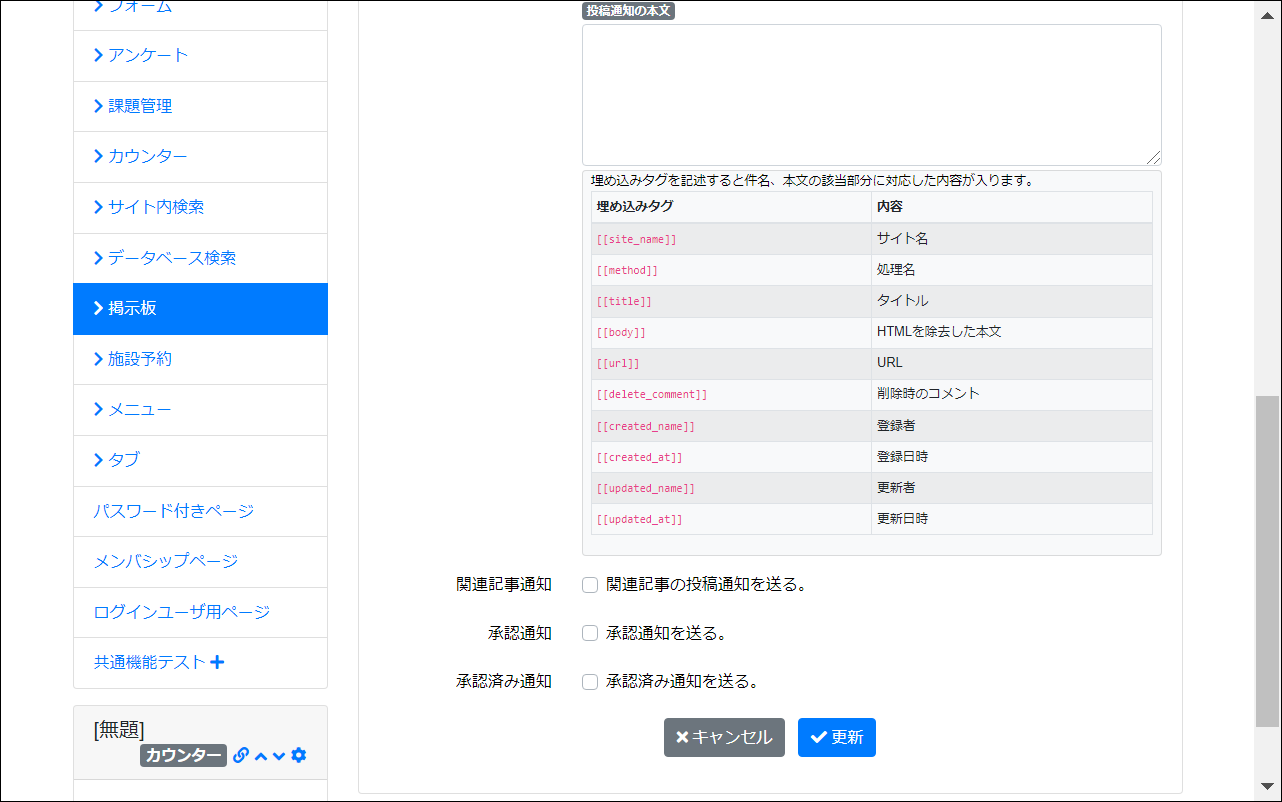 フォーム
アンケート
課題管理
カウンター
サイト内検索
データベース検索
掲示板
施設予約
メニュー
タブ
パスワード付きページ
メンバシップページ
ログインユーザ用ページ
共通機能テスト
[無題]
カウンター
投稿通知の本文
埋め込みタグを記述すると件名、本文の該当部分に対応した内容が入ります。
埋め込みタグ 内容
[[site_name]] サイト名
[[method]] 処理名
[[title]] タイトル
[[body]] HTMLを除去した本文
[[url]] URL
[[delete_comment]] 削除時のコメント
[[created_name]] 登録者
[[created_at]] 登録日時
[[updated_name]] 更新者
[[updated_at]] 更新日時
関連記事通知 関連記事の投稿通知を送る。
承認通知 承認通知を送る。
承認済み通知 承認済み通知を送る。
キャンセル 更新